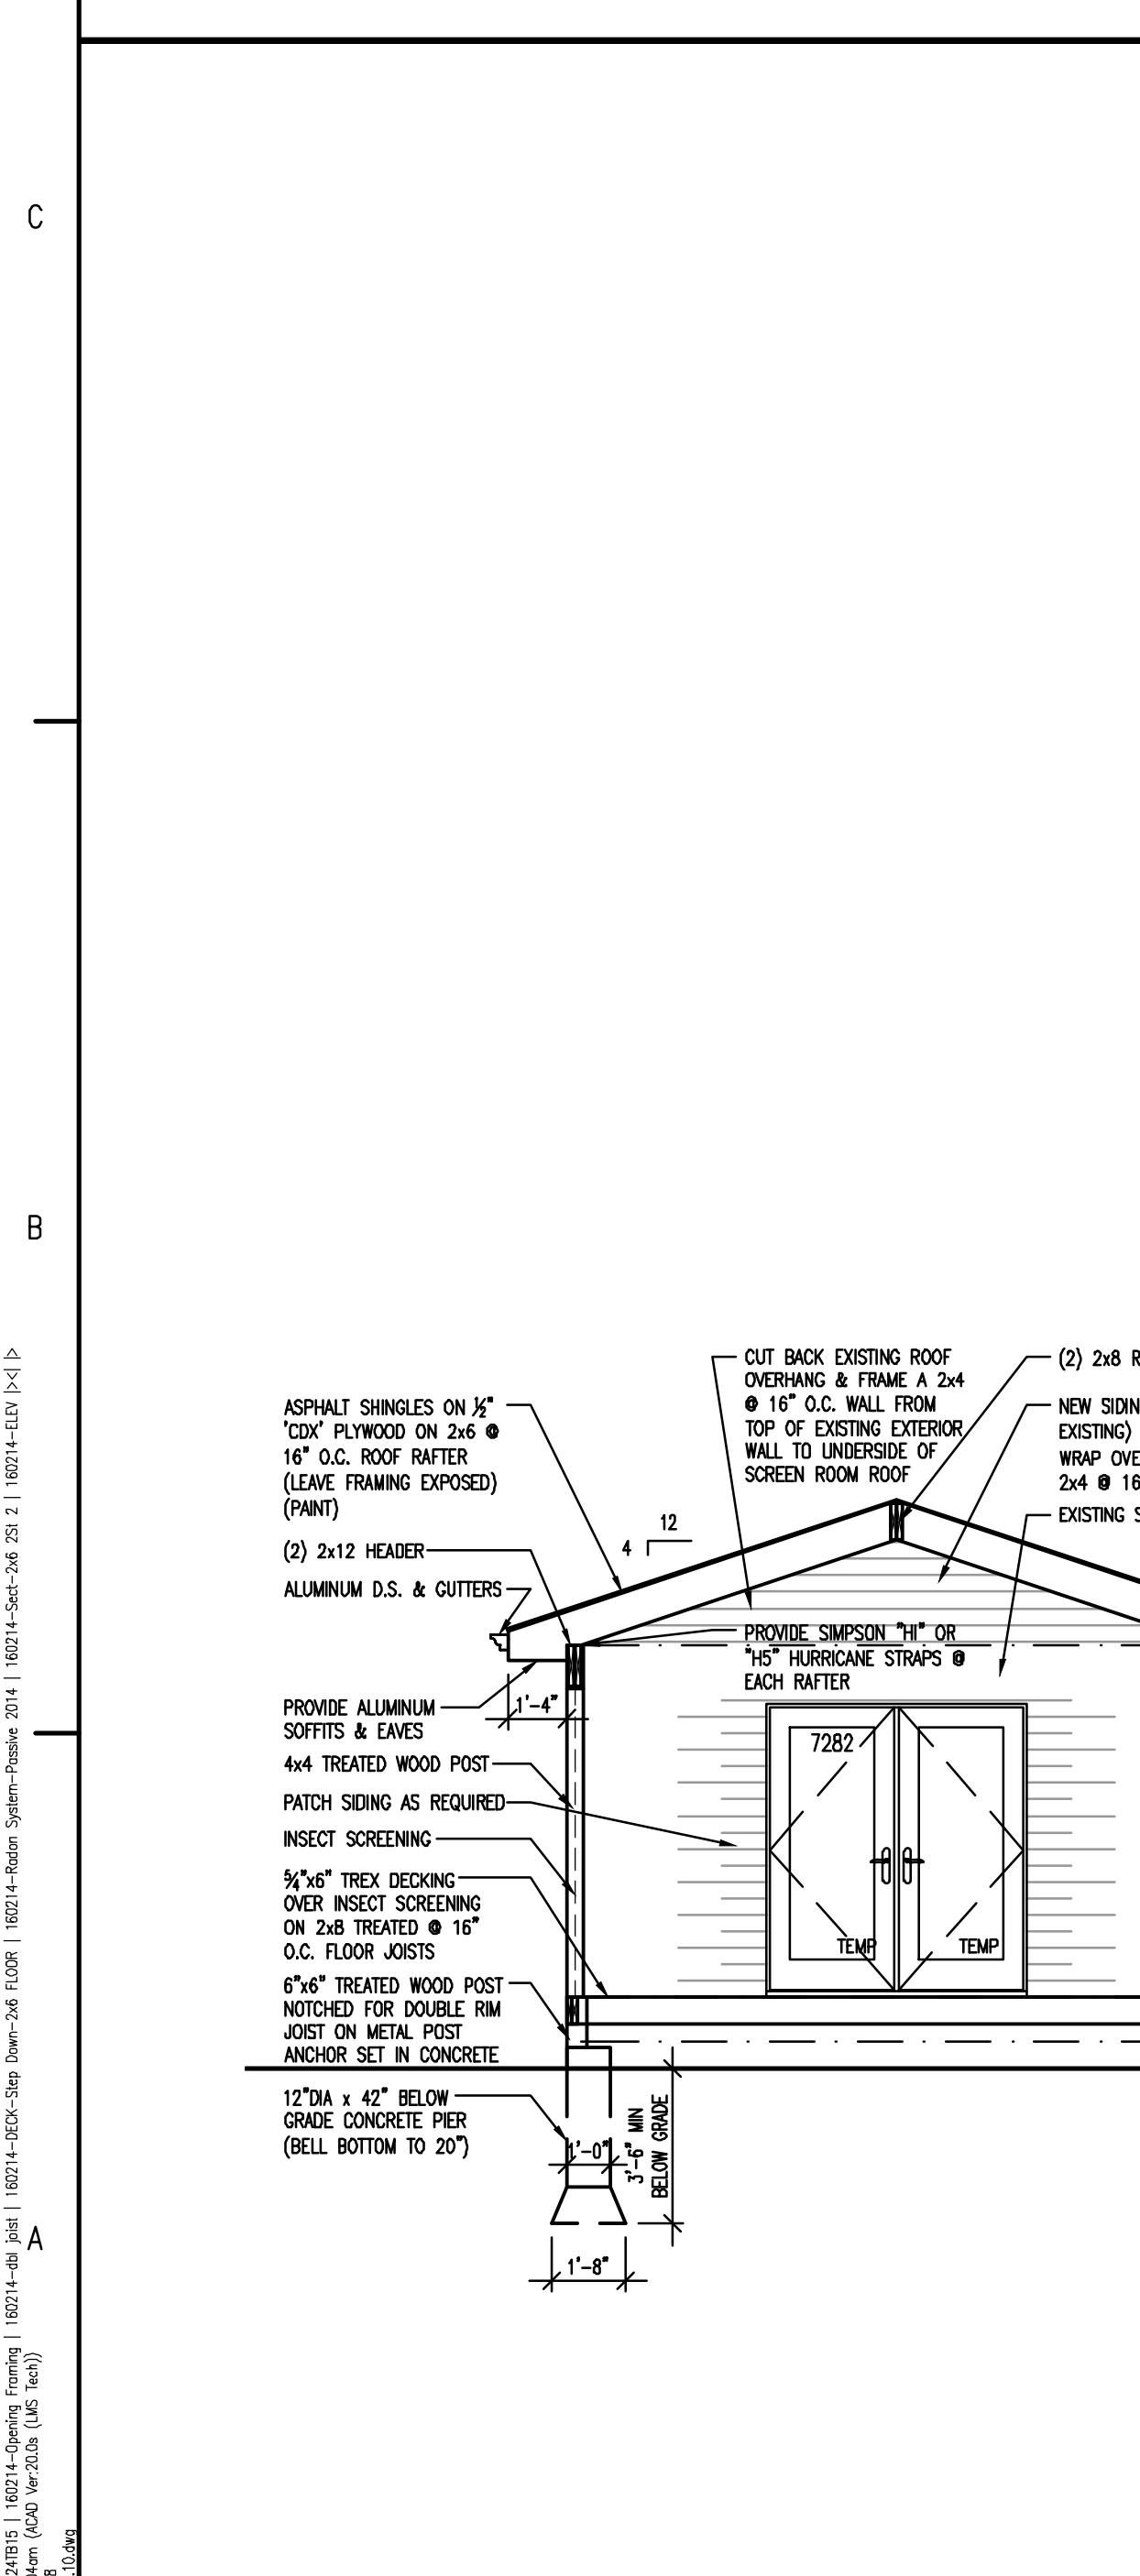 C
B
A
ASPHALT SHINGLES ON ½"
'CDX' PLYWOOD ON 2x6 @
16" O.C. ROOF RAFTER
(LEAVE FRAMING EXPOSED)
(PAINT)
(2) 2x12 HEADER
ALUMINUM D.S. & GUTTERS
PROVIDE ALUMINUM
SOFFITS & EAVES
4x4 TREATED WOOD POST
PATCH SIDING AS REQUIRED
INSECT SCREENING
5/4"x6" TREX DECKING
OVER INSECT SCREENING
ON 2x8 TREATED @ 16"
O.C. FLOOR JOISTS
6"x6" TREATED WOOD POST
NOTCHED FOR DOUBLE RIM
JOIST ON METAL POST
ANCHOR SET IN CONCRETE
12"DIA x 42" BELOW
GRADE CONCRETE PIER
(BELL BOTTOM TO 20")
CUT BACK EXISTING ROOF
OVERHANG & FRAME A 2x4
@ 16" O.C. WALL FROM
TOP OF EXISTING EXTERIOR
WALL TO UNDERSIDE OF
SCREEN ROOM ROOF
12
4
PROVIDE SIMPSON "H1" OR
"H5" HURRICANE STRAPS @
EACH RAFTER
(2) 2x8 R
NEW SIDIN
EXISTING)
WRAP OVE
2x4 @ 16
EXISTING S
1'-4"
7282
TEMP
TEMP
1'-0"
3'-6" MIN
BELOW GRADE
1'-8"
24TB15 | 160214-Opening Framing | 160214-dbl joist | 160214-DECK-Step Down-2x6 FLOOR | 160214-Radon System-Passive 2014 | 160214-Sect-2x6 2St 2 | 160214-ELEV |><| |>
04am (ACAD Ver:20.0s (LMS Tech))
8
.10.dwg